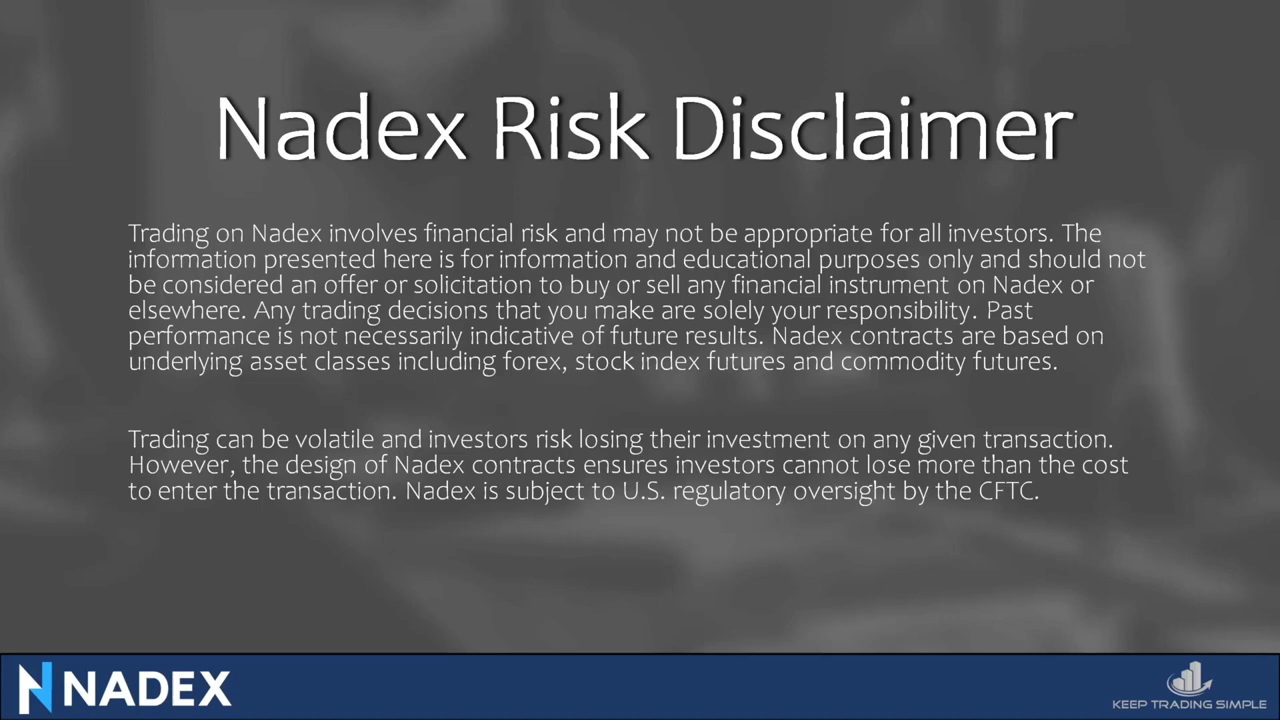 Nadex Risk Disclaimer
Trading on Nadex involves financial risk and may not be appropriate for all investors. The
information presented here is for information and educational purposes only and should not
be considered an offer or solicitation to buy or sell any financial instrument on Nadex or
elsewhere. Any trading decisions that you make are solely your responsibility. Past
performance is not necessarily indicative of future results. Nadex contracts are based on
underlying asset classes including forex, stock index futures and commodity futures.
Trading can be volatile and investors risk losing their investment on any given transaction.
However, the design of Nadex contracts ensures investors cannot lose more than the cost
to enter the transaction. Nadex is subject to U.S. regulatory oversight by the CFTC.
NADEX
KEEP TRADING SIMPLE